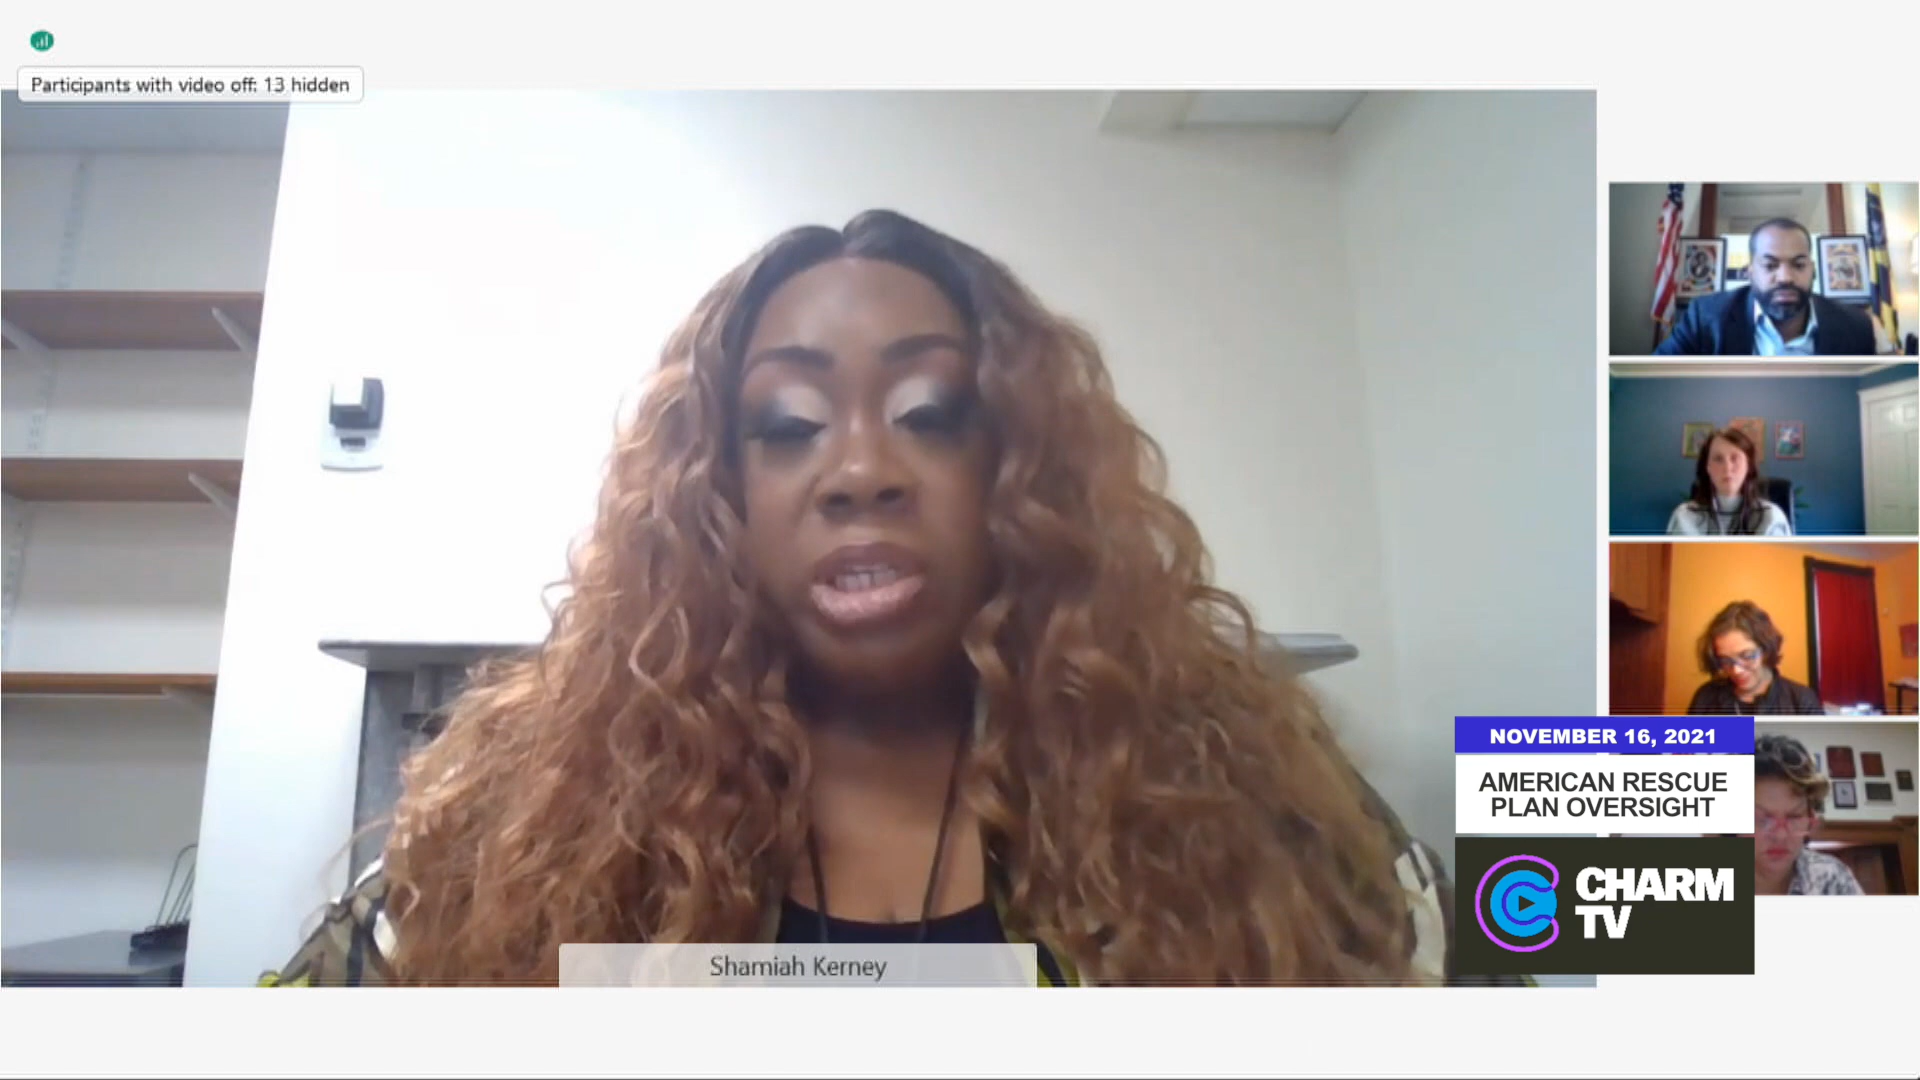 Participants with video off: 13 hidden
Shamiah Kerney
NOVEMBER 16, 2021
AMERICAN RESCUE
PLAN OVERSIGHT
CHARM
TV